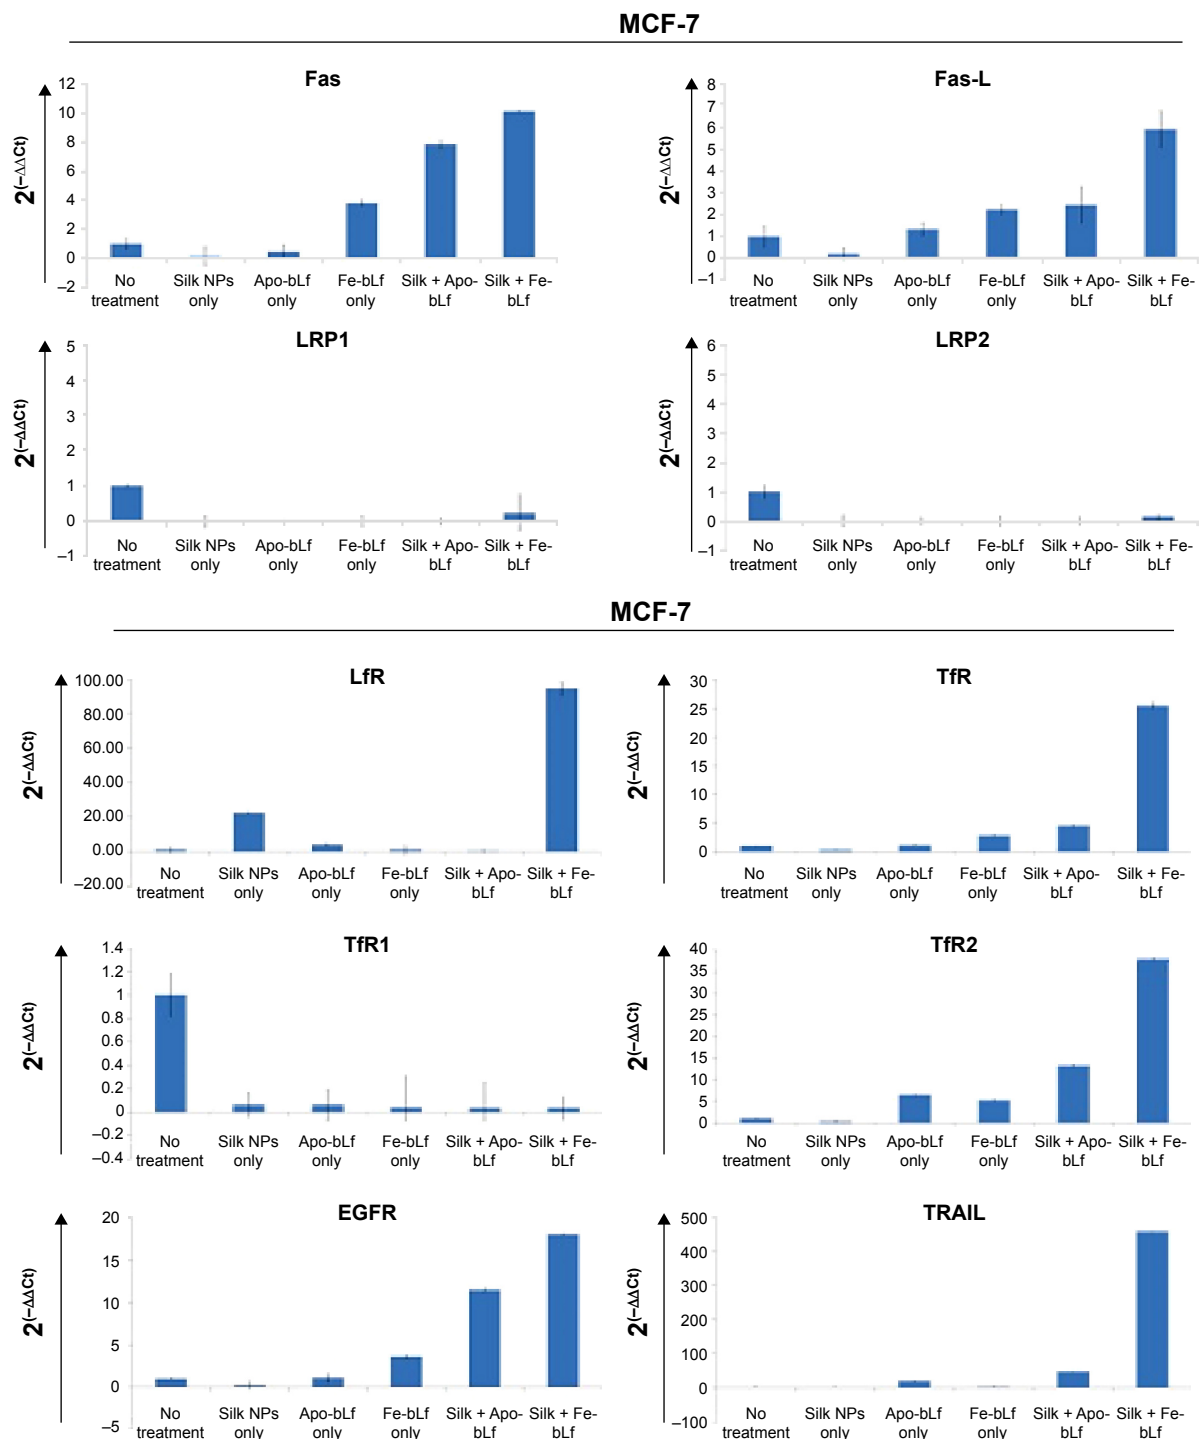 MCF-7
Fas
2(−ΔΔCt)
12
10
8
6
4
2
0
–2
No treatment
Silk NPs only
Apo-bLf only
Fe-bLf only
Silk + Apo-bLf
Silk + Fe-bLf
Fas-L
2(−ΔΔCt)
8
7
6
5
4
3
2
1
0
–1
No treatment
Silk NPs only
Apo-bLf only
Fe-bLf only
Silk + Apo-bLf
Silk + Fe-bLf
LRP1
2(−ΔΔCt)
5
4
3
2
1
0
–1
No treatment
Silk NPs only
Apo-bLf only
Fe-bLf only
Silk + Apo-bLf
Silk + Fe-bLf
LRP2
2(−ΔΔCt)
6
5
4
3
2
1
0
–1
No treatment
Silk NPs only
Apo-bLf only
Fe-bLf only
Silk + Apo-bLf
Silk + Fe-bLf
MCF-7
LfR
2(−ΔΔCt)
100.00
80.00
60.00
40.00
20.00
0.00
–20.00
No treatment
Silk NPs only
Apo-bLf only
Fe-bLf only
Silk + Apo-bLf
Silk + Fe-bLf
TfR
2(−ΔΔCt)
30
25
20
15
10
5
0
No treatment
Silk NPs only
Apo-bLf only
Fe-bLf only
Silk + Apo-bLf
Silk + Fe-bLf
TfR1
2(−ΔΔCt)
1.4
1.2
1
0.8
0.6
0.4
0.2
0
–0.2
–0.4
No treatment
Silk NPs only
Apo-bLf only
Fe-bLf only
Silk + Apo-bLf
Silk + Fe-bLf
TfR2
2(−ΔΔCt)
40
35
30
25
20
15
10
5
0
No treatment
Silk NPs only
Apo-bLf only
Fe-bLf only
Silk + Apo-bLf
Silk + Fe-bLf
EGFR
2(−ΔΔCt)
20
15
10
5
0
–5
No treatment
Silk NPs only
Apo-bLf only
Fe-bLf only
Silk + Apo-bLf
Silk + Fe-bLf
TRAIL
2(−ΔΔCt)
500
400
300
200
100
0
–100
No treatment
Silk NPs only
Apo-bLf only
Fe-bLf only
Silk + Apo-bLf
Silk + Fe-bLf